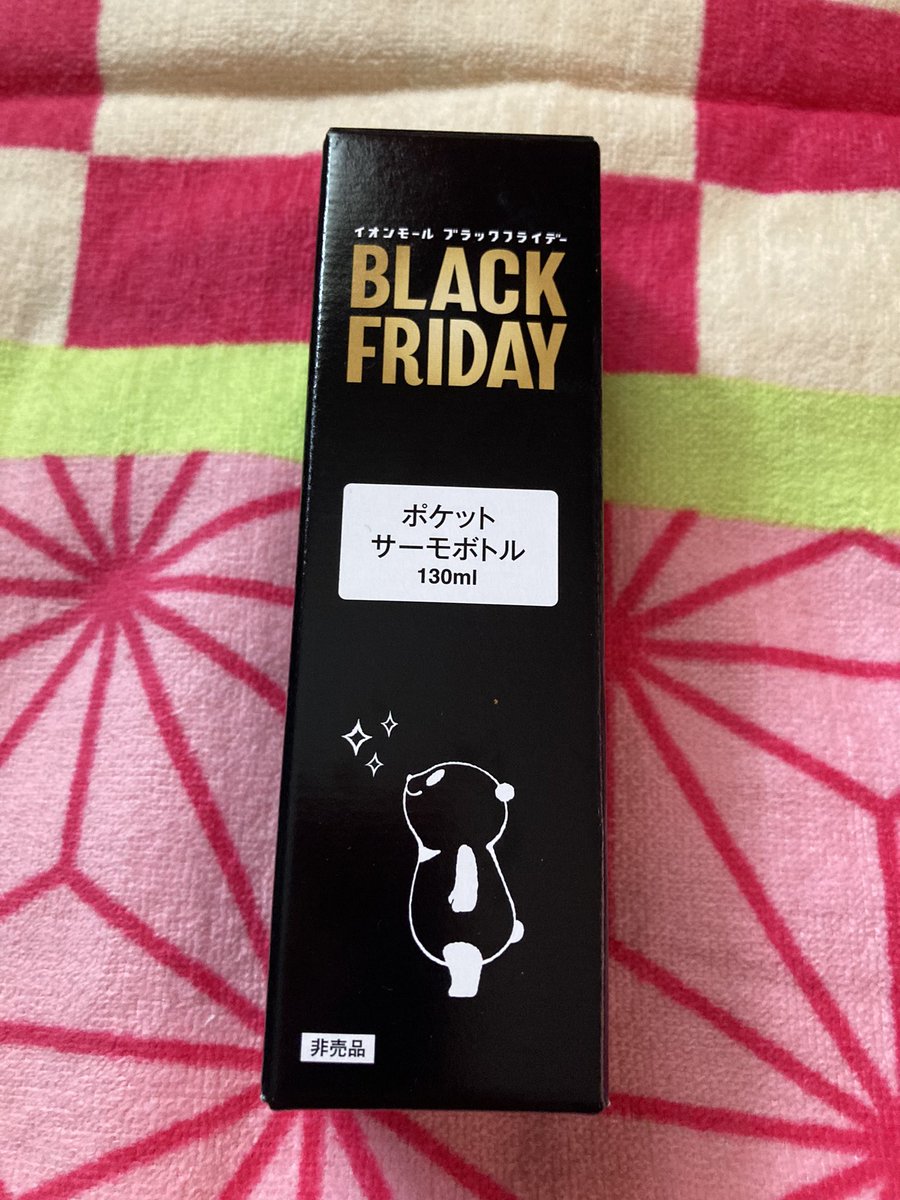 イオンモール ブラックフライデー
BLACK
FRIDAY
ポケット
サーモボトル
130ml
非売品